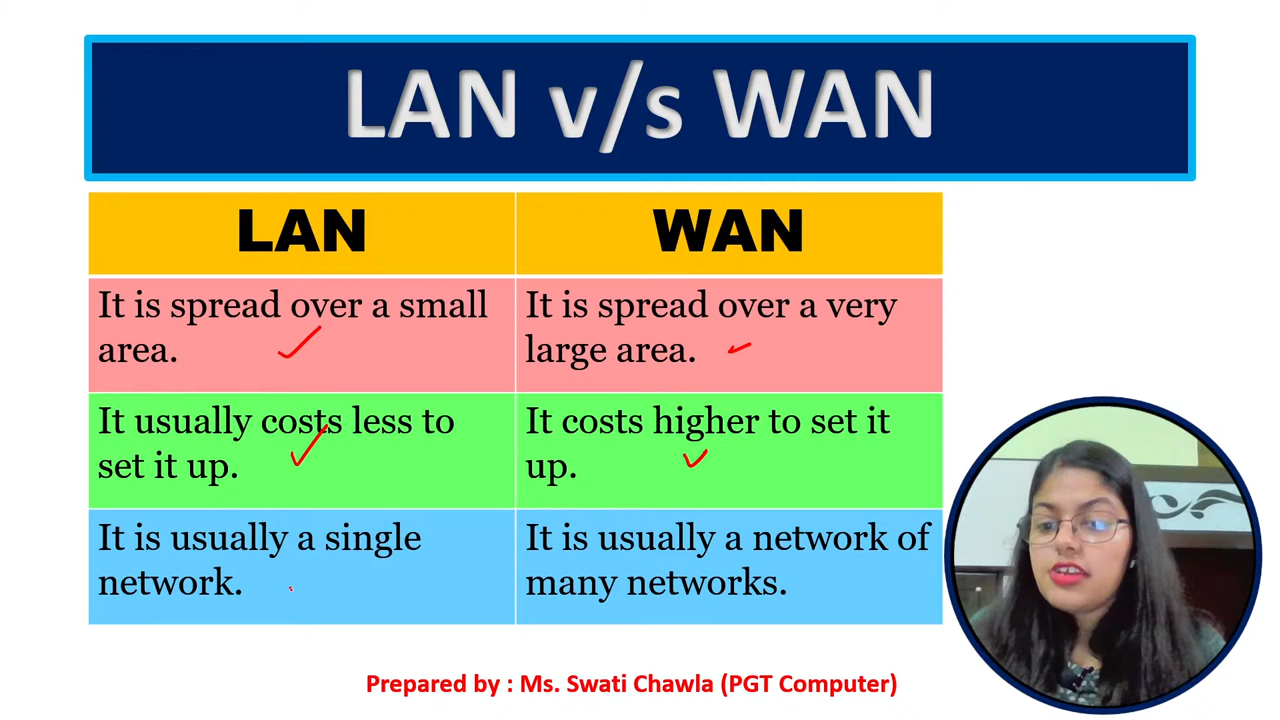 LAN v/s WAN
LAN
WAN
It is spread over a small
area.
It is spread over a very
large area.
It usually costs less to
set it up.
It costs higher to set it
up.
It is usually a single
network.
It is usually a network of
many networks.
Prepared by : Ms. Swati Chawla (PGT Computer)